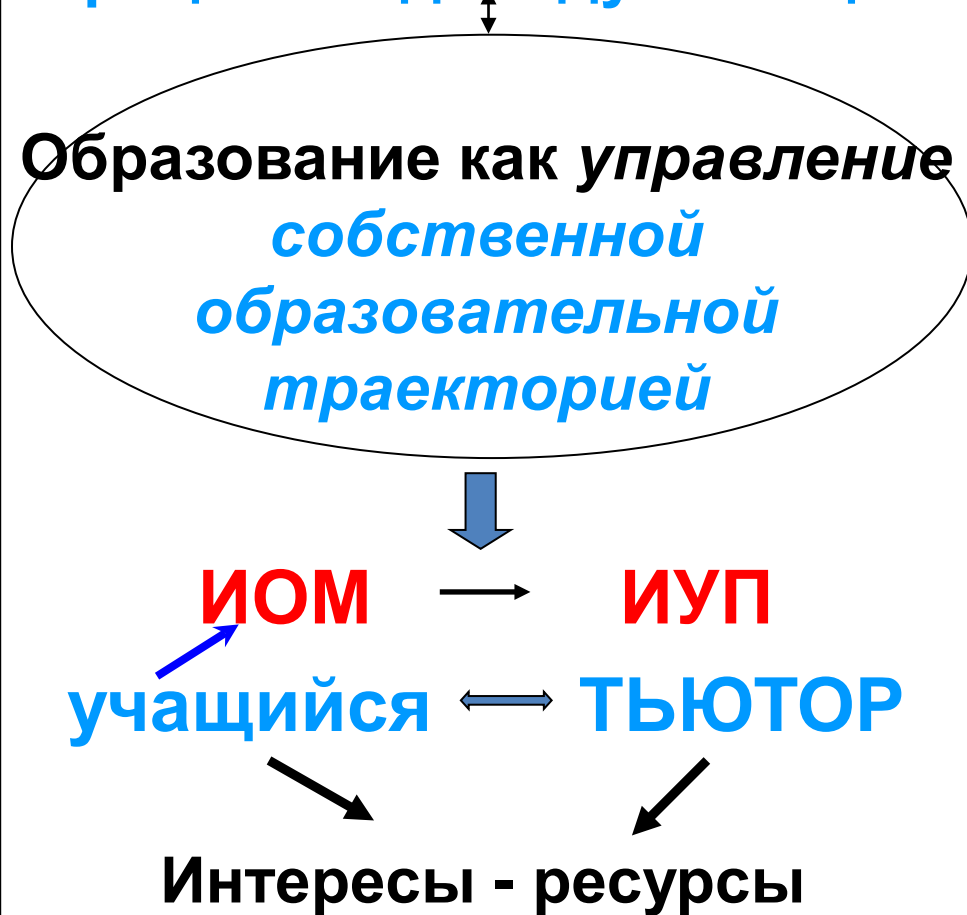 Образование как управление
собственной
образовательной
траекторией
ИОМ ИУП
учащийся ТЬЮТОР
Интересы - ресурсы